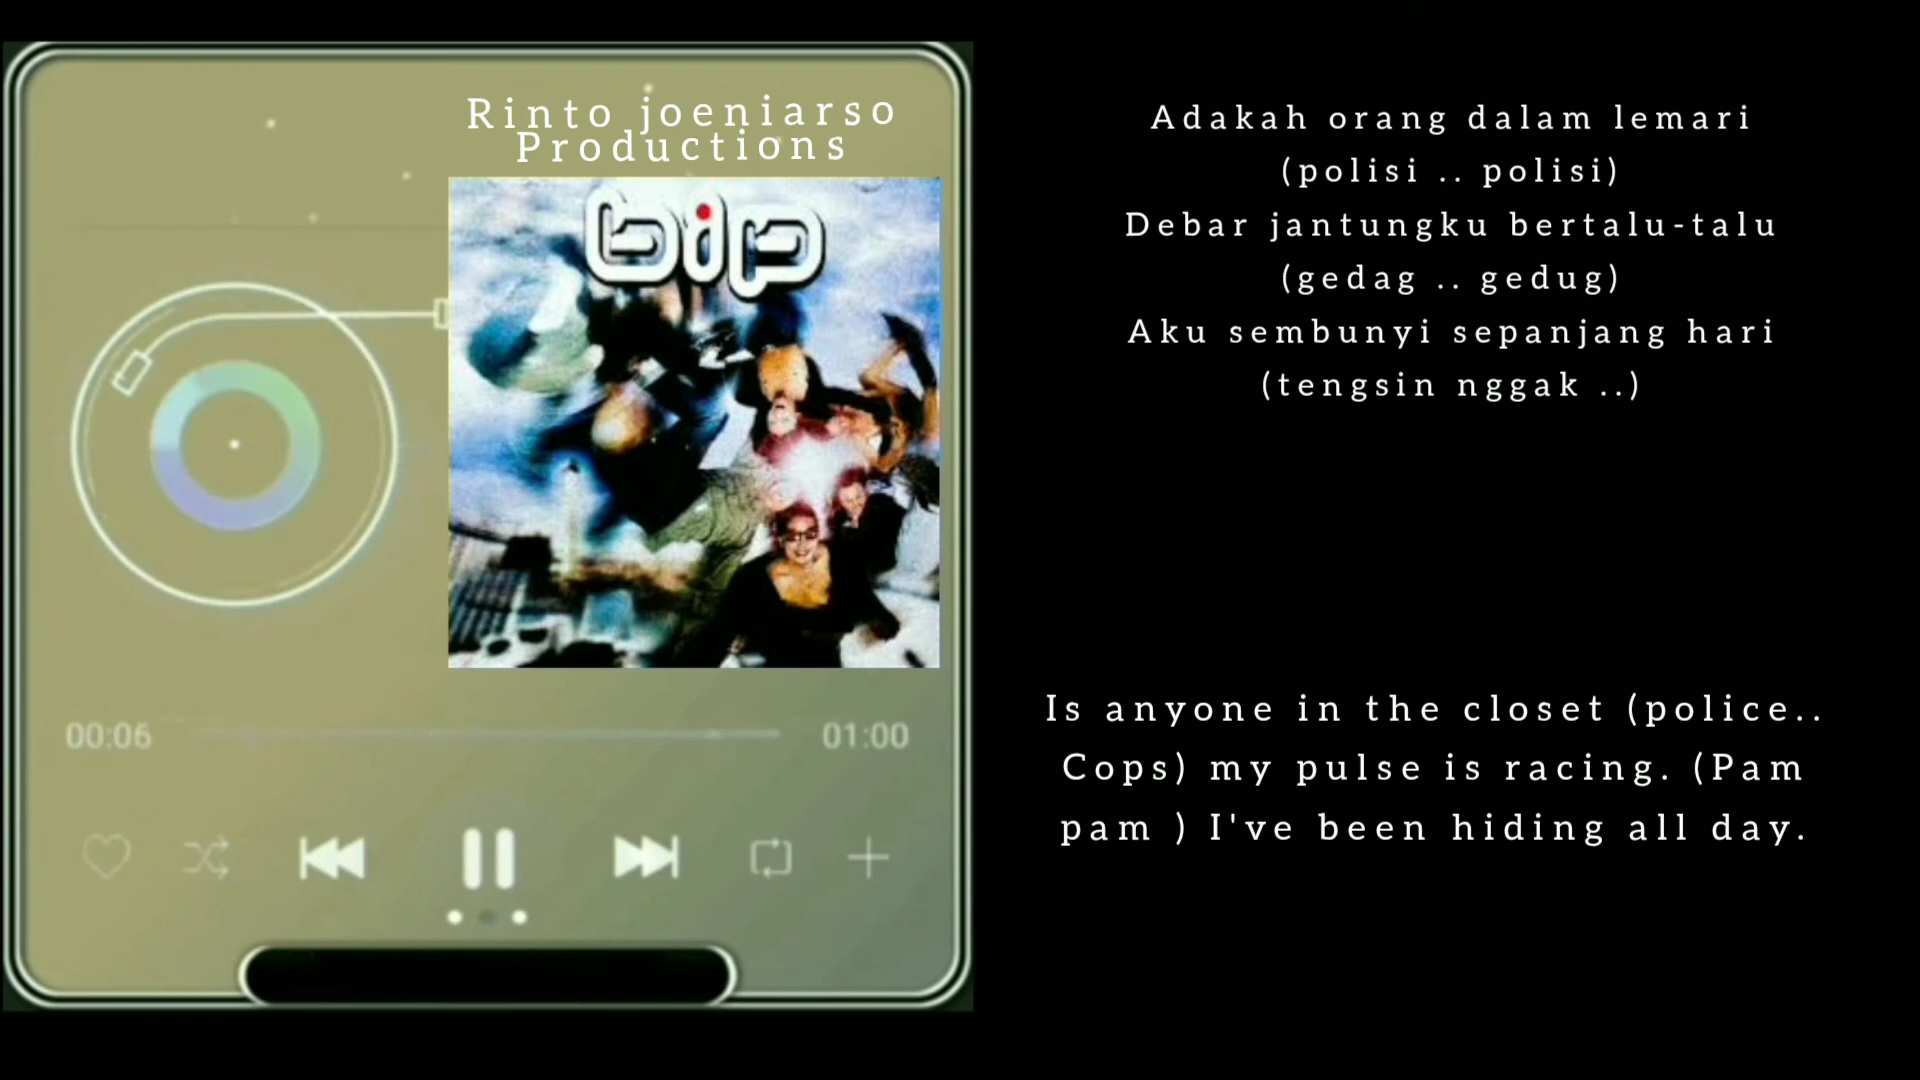 Rinto joeniarso
Productions
bip
00:06
01:00
Adakah orang dalam lemari
(polisi .. polisi)
Debar jantungku bertalu-talu
(gedag .. gedug)
Aku sembunyi sepanjang hari
(tengsin nggak ..)
Is anyone in the closet (police..
Cops) my pulse is racing. (Pam
pam ) I've been hiding all day.